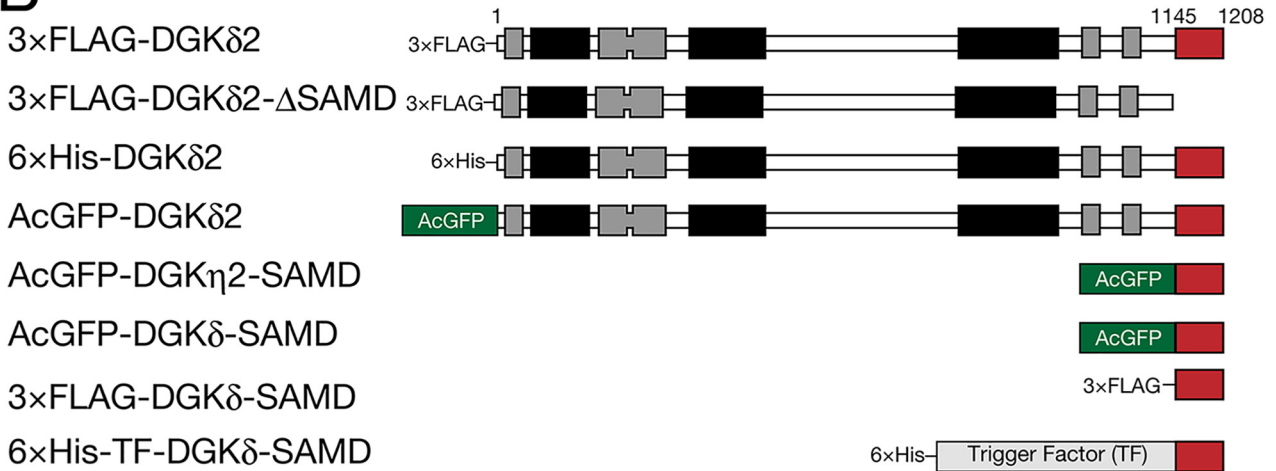 1 1145 1208
3×FLAG-DGKδ2 3×FLAG
3×FLAG-DGKδ2-ΔSAMD 3×FLAG
6×His-DGKδ2 6×His
AcGFP-DGKδ2 AcGFP
AcGFP-DGKη2-SAMD AcGFP
AcGFP-DGKδ-SAMD AcGFP
3×FLAG-DGKδ-SAMD 3×FLAG
6×His-TF-DGKδ-SAMD 6×His Trigger Factor (TF)